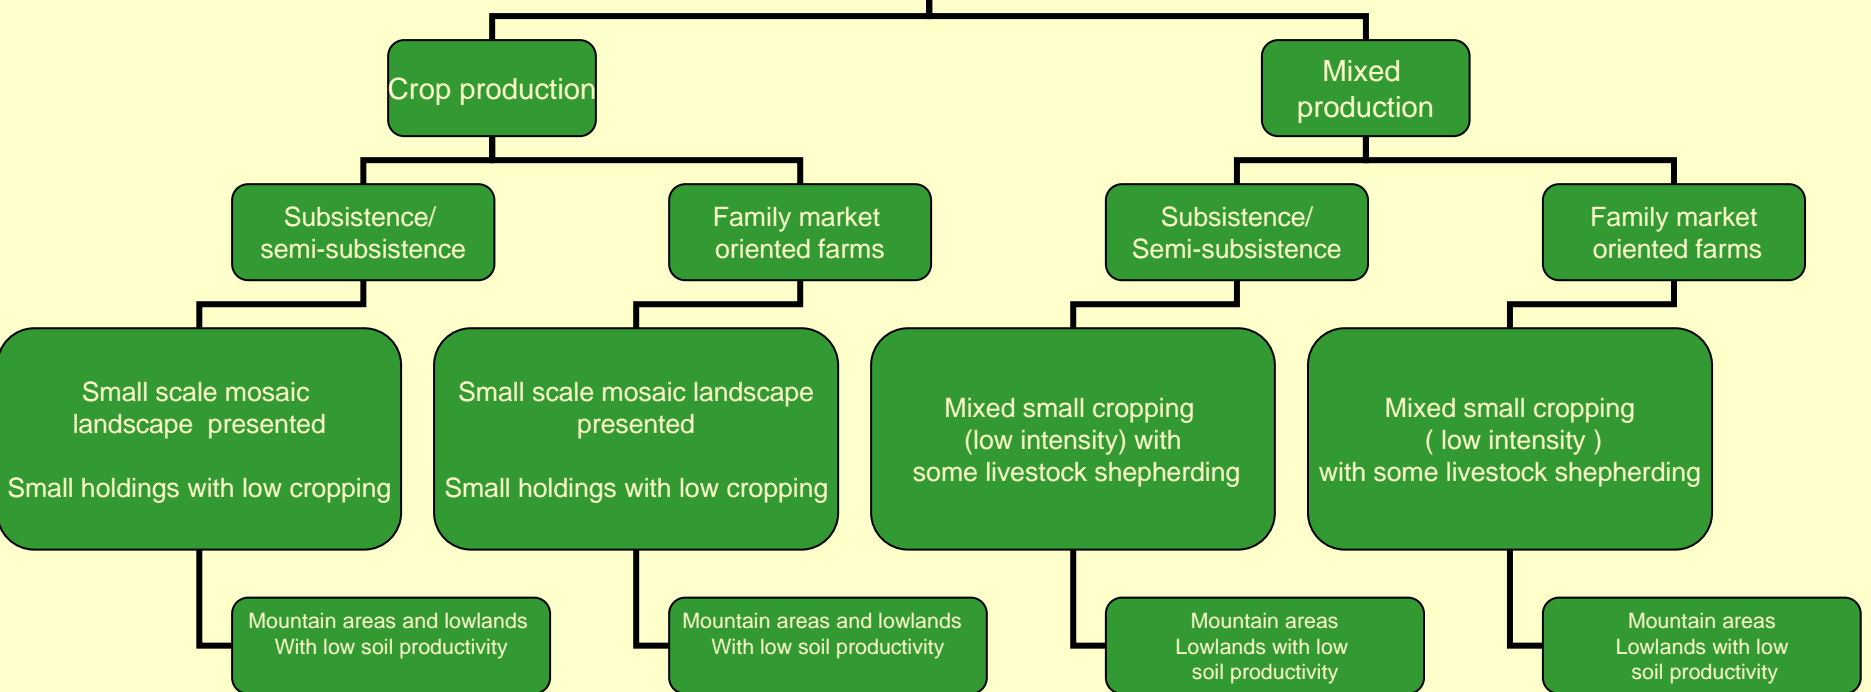 Crop production
Mixed
production
Subsistence/
semi-subsistence
Family market
oriented farms
Subsistence/
Semi-subsistence
Family market
oriented farms
Small scale mosaic
landscape presented
Small holdings with low cropping
Small scale mosaic landscape
presented
Small holdings with low cropping
Mixed small cropping
(low intensity) with
some livestock shepherding
Mixed small cropping
( low intensity )
with some livestock shepherding
Mountain areas and lowlands
With low soil productivity
Mountain areas and lowlands
With low soil productivity
Mountain areas
Lowlands with low
soil productivity
Mountain areas
Lowlands with low
soil productivity